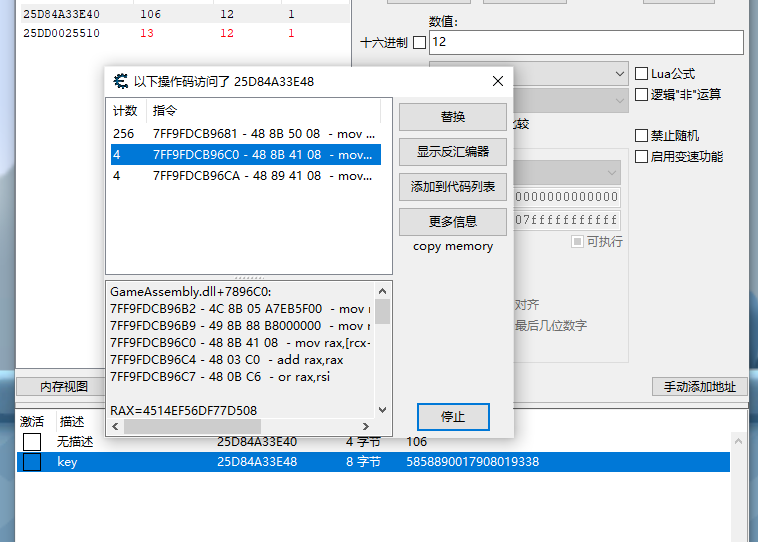 25D84A33E40 106 12 1
25DD0025510 13 12 1
数值：
十六进制 12
Lua公式
逻辑"非"运算
比较
禁止随机
启用变速功能
0000000000000
07fffffffffff
可执行
对齐
最后几位数字
以下操作码访问了 25D84A33E48
计数 指令
256 7FF9FDCB9681 - 48 8B 50 08 - mov ...
4 7FF9FDCB96C0 - 48 8B 41 08 - mov...
4 7FF9FDCB96CA - 48 89 41 08 - mov...
替换
显示反汇编器
添加到代码列表
更多信息
copy memory
GameAssembly.dll+7896C0:
7FF9FDCB96B2 - 4C 8B 05 A7EB5F00 - mov r
7FF9FDCB96B9 - 49 8B 88 B8000000 - mov r
7FF9FDCB96C0 - 48 8B 41 08 - mov rax,[rcx-
7FF9FDCB96C4 - 48 03 C0 - add rax,rax
7FF9FDCB96C7 - 48 0B C6 - or rax,rsi
RAX=4514EF56DF77D508
停止
内存视图
手动添加地址
激活 描述
无描述 25D84A33E40 4 字节 106
key 25D84A33E48 8 字节 5858890017908019338